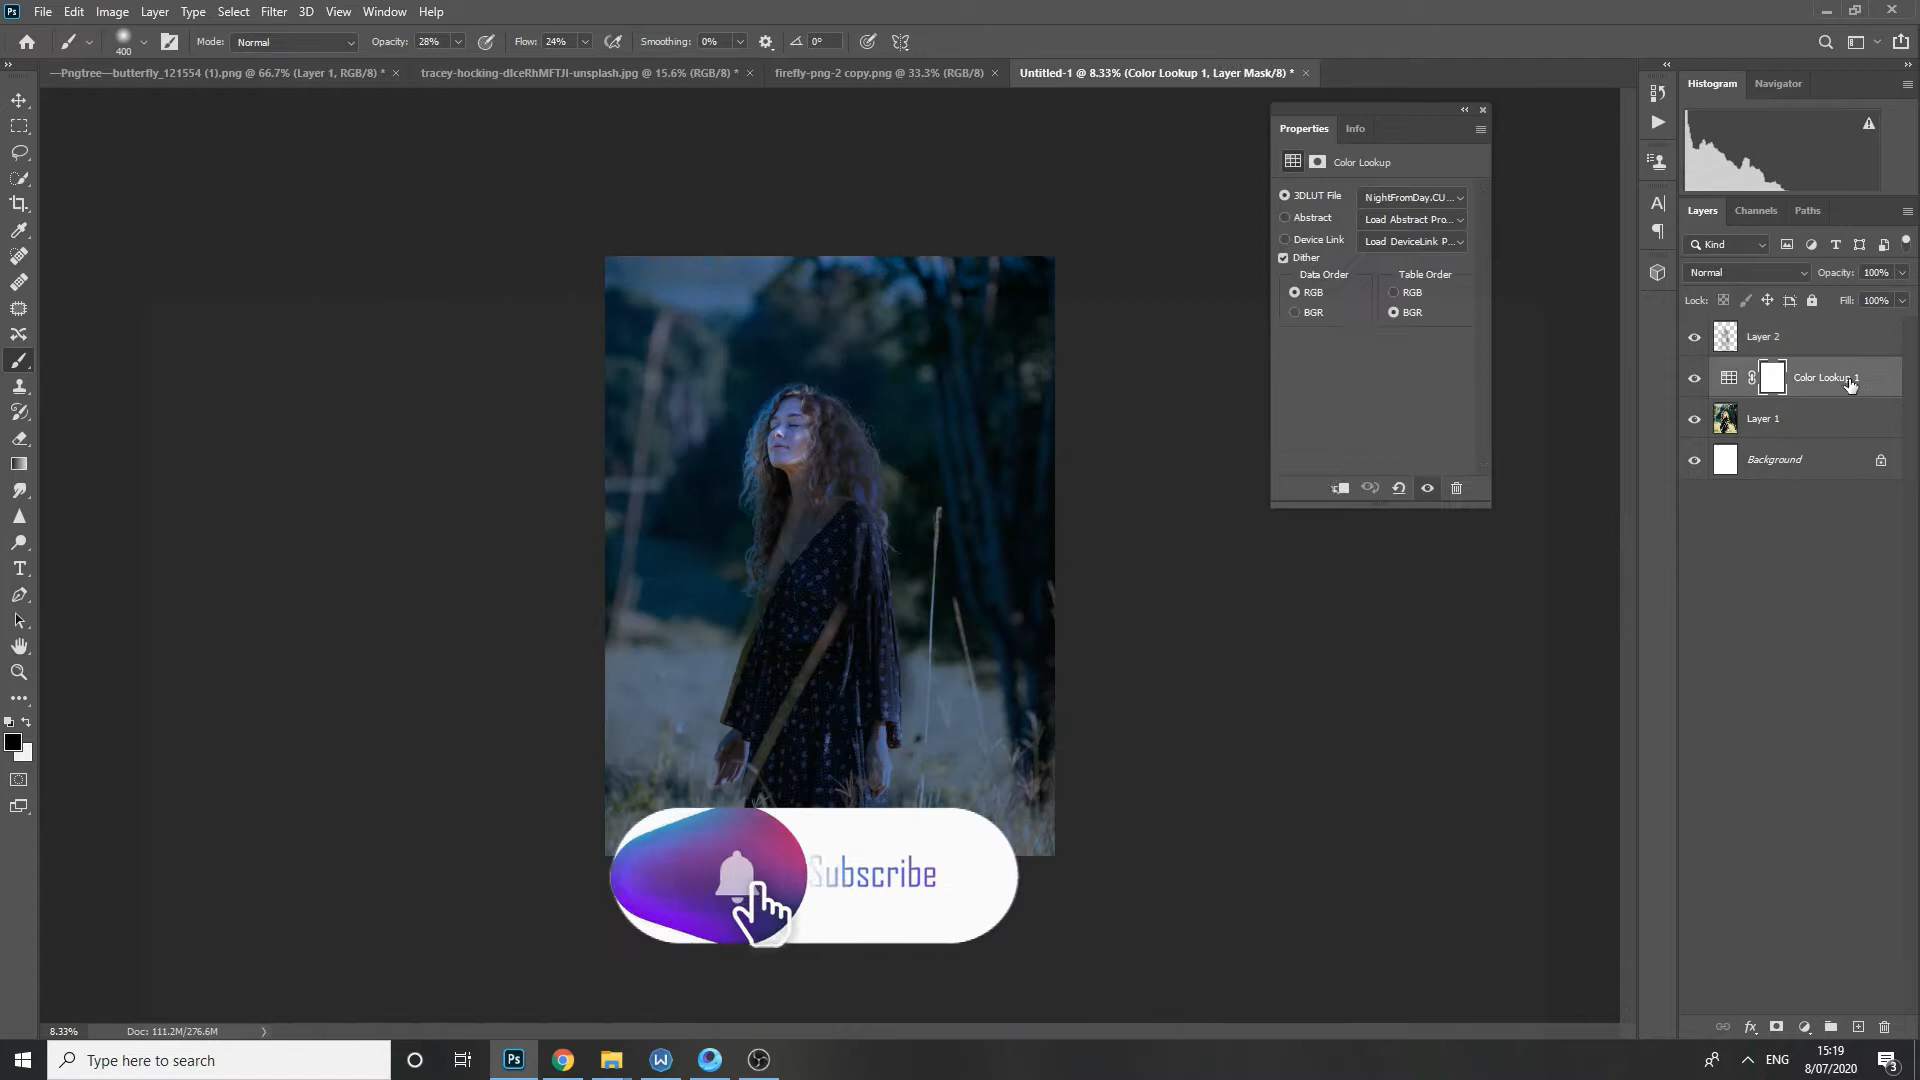 Ps File Edit Image Layer Type Select Filter 3D View Window Help
400 Mode: Normal Opacity: 28% Flow: 24% Smoothing: 0% 0°
—Pngtree—butterfly_121554 (1).png @ 66.7% (Layer 1, RGB/8) * × tracey-hocking-dIceRhMFTJI-unsplash.jpg @ 15.6% (RGB/8) * × firefly-png-2 copy.png @ 33.3% (RGB/8) × Untitled-1 @ 8.33% (Color Lookup 1, Layer Mask/8) * ×
Histogram Navigator
Properties Info
Color Lookup
3DLUT File NightFromDay.CU...
Abstract Load Abstract Pro...
Device Link Load DeviceLink P...
Dither
Data Order Table Order
RGB RGB
BGR BGR
Layers Channels Paths
Kind
Normal Opacity: 100%
Lock: Fill: 100%
Layer 2
Color Lookup 1
Layer 1
Background
Subscribe
8.33% Doc: 111.2M/276.6M
Type here to search
Ps
W
ENG
15:19
8/07/2020
3